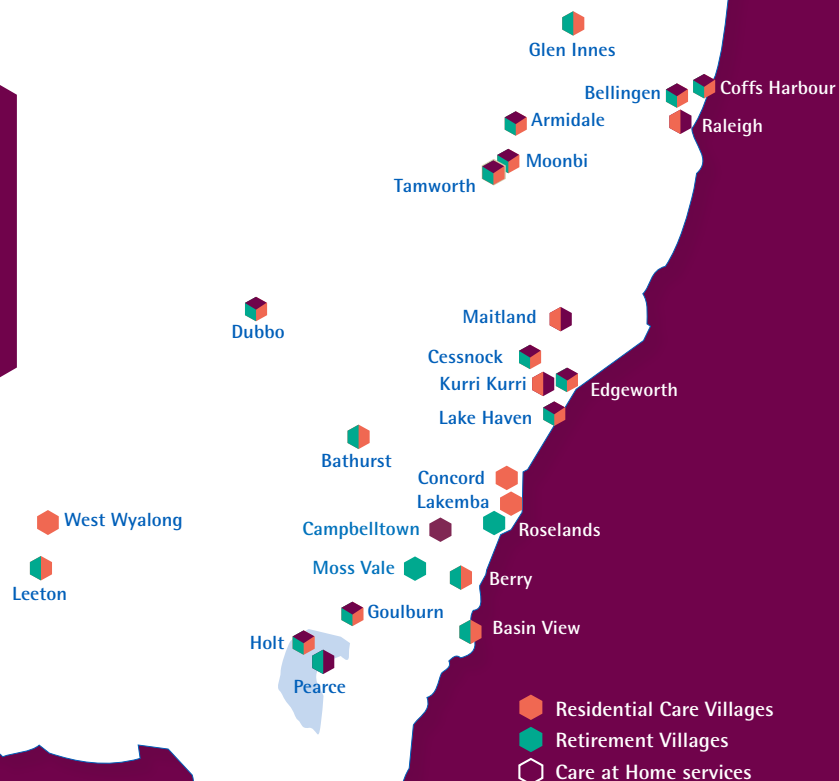 Glen Innes
Bellingen
Coffs Harbour
Armidale
Raleigh
Moonbi
Tamworth
Maitland
Dubbo
Cessnock
Kurri Kurri
Edgeworth
Lake Haven
Bathurst
Concord
Lakemba
West Wyalong
Campbelltown
Roselands
Moss Vale
Berry
Leeton
Goulburn
Basin View
Holt
Pearce
Residential Care Villages
Retirement Villages
Care at Home services